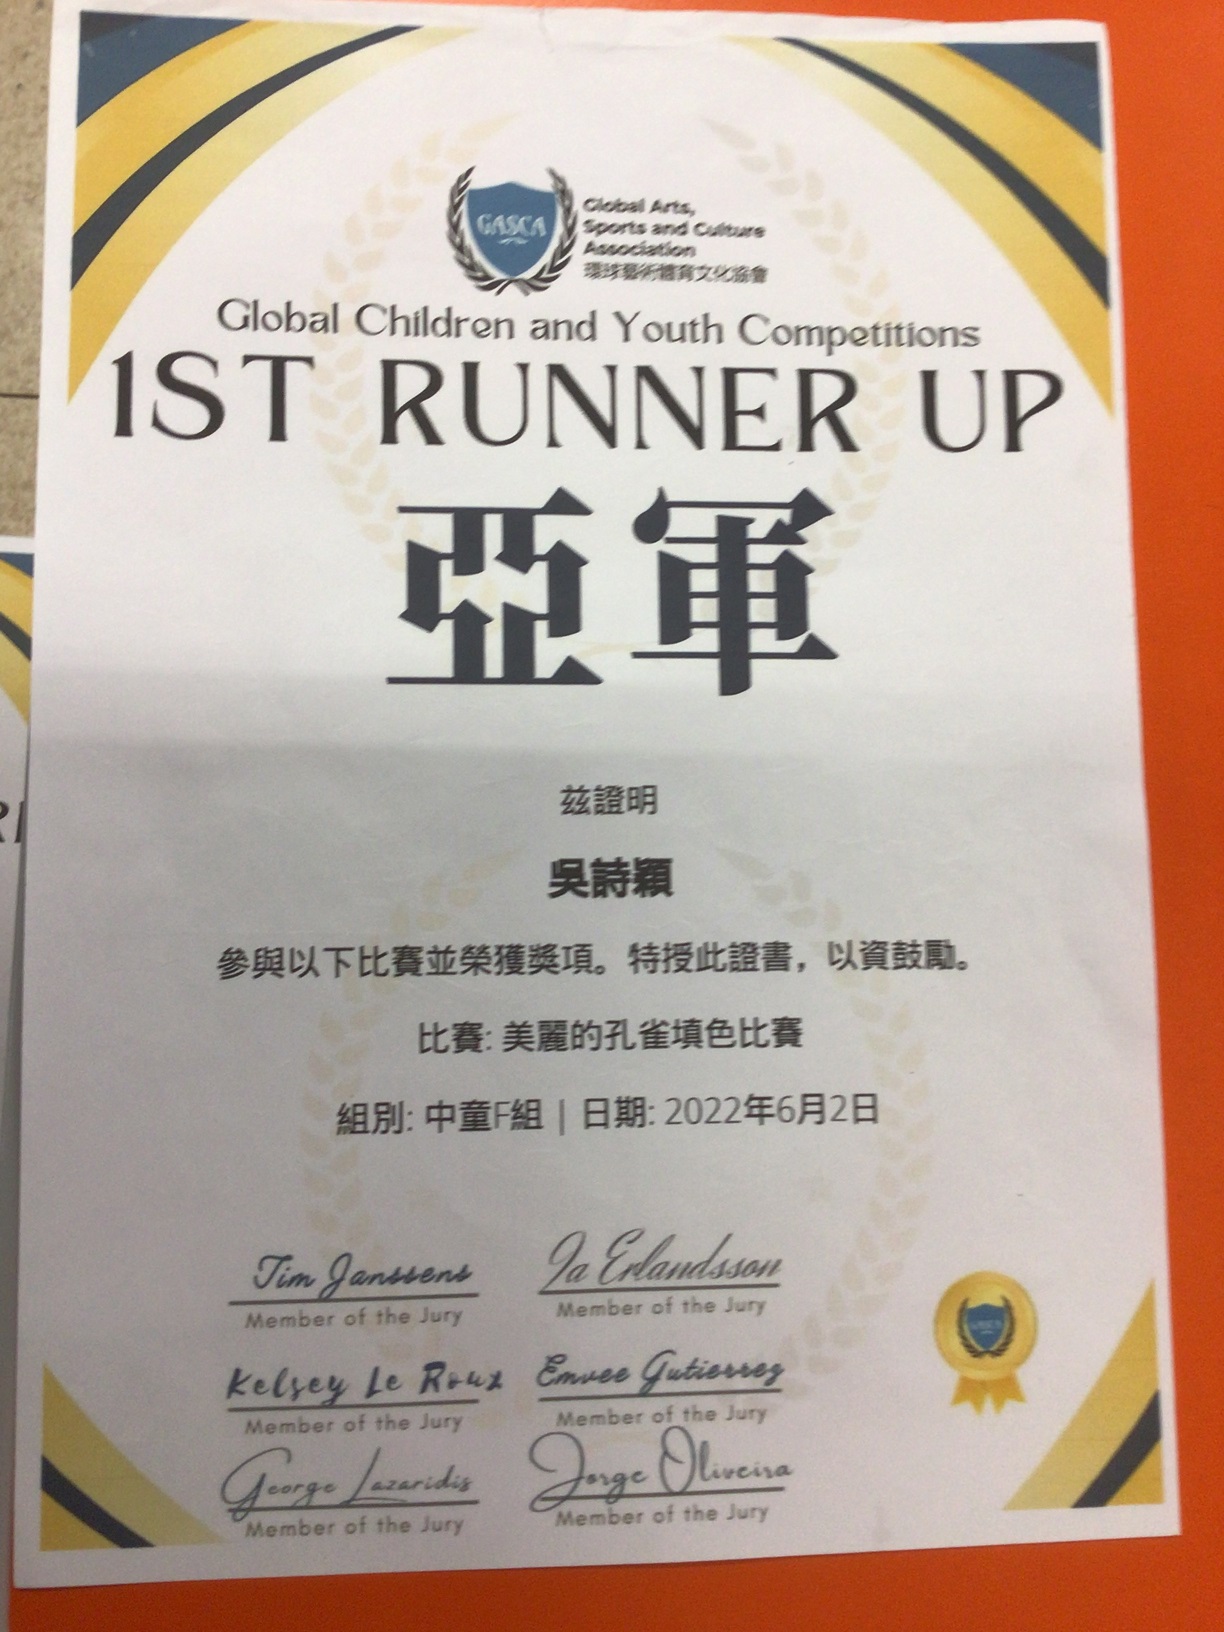 GASCA
Global Arts,
Sports and Culture
Association
環球藝術體育文化協會
Global Children and Youth Competitions
1ST RUNNER UP
亞軍
茲證明
吳詩穎
參與以下比賽並榮獲獎項。特授此證書，以資鼓勵。
比賽: 美麗的孔雀填色比賽
組別: 中童F組 | 日期: 2022年6月2日
Tim Janssens
Member of the Jury
Ia Erlandsson
Member of the Jury
Kelsey Le Roux
Member of the Jury
Emvee Gutierrez
Member of the Jury
George Lazaridis
Member of the Jury
Jorge Oliveira
Member of the Jury
GASCA